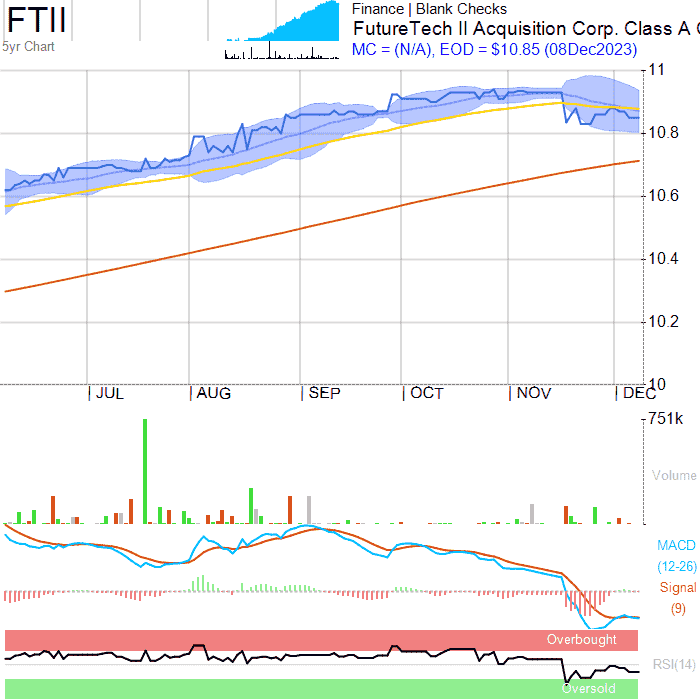 FTII
5yr Chart
Finance | Blank Checks
FutureTech II Acquisition Corp. Class A
MC = (N/A), EOD = $10.85 (08Dec2023)
11
10.8
10.6
10.4
10.2
10
JUL AUG SEP OCT NOV DEC
751k
Volume
MACD
(12-26)
Signal
(9)
Overbought
RSI(14)
Oversold